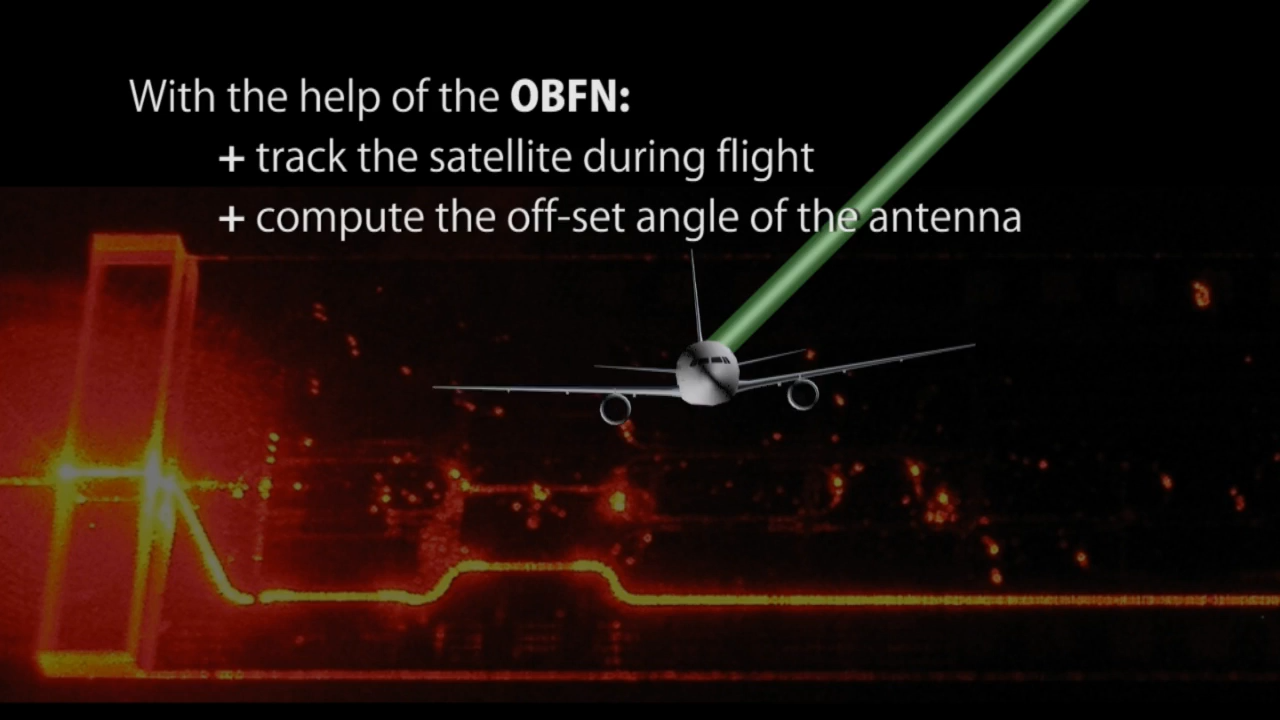 With the help of the OBFN:
+ track the satellite during flight
+ compute the off-set angle of the antenna